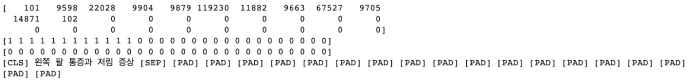 [   101   9598  22028   9904   9879 119230  11882   9663  67527   9705
  14871    102      0      0      0      0      0      0      0      0
      0      0      0      0      0      0      0      0      0      0]
[1 1 1 1 1 1 1 1 1 1 1 1 0 0 0 0 0 0 0 0 0 0 0 0 0 0 0 0 0 0]
[0 0 0 0 0 0 0 0 0 0 0 0 0 0 0 0 0 0 0 0 0 0 0 0 0 0 0 0 0 0]
[CLS] 왼쪽 팔 통증과 저림 증상 [SEP] [PAD] [PAD] [PAD] [PAD] [PAD] [PAD] [PAD] [PAD] [PAD] [PAD] [PAD] [PAD] [PAD] [PAD] [PAD] [PAD]
[PAD] [PAD]